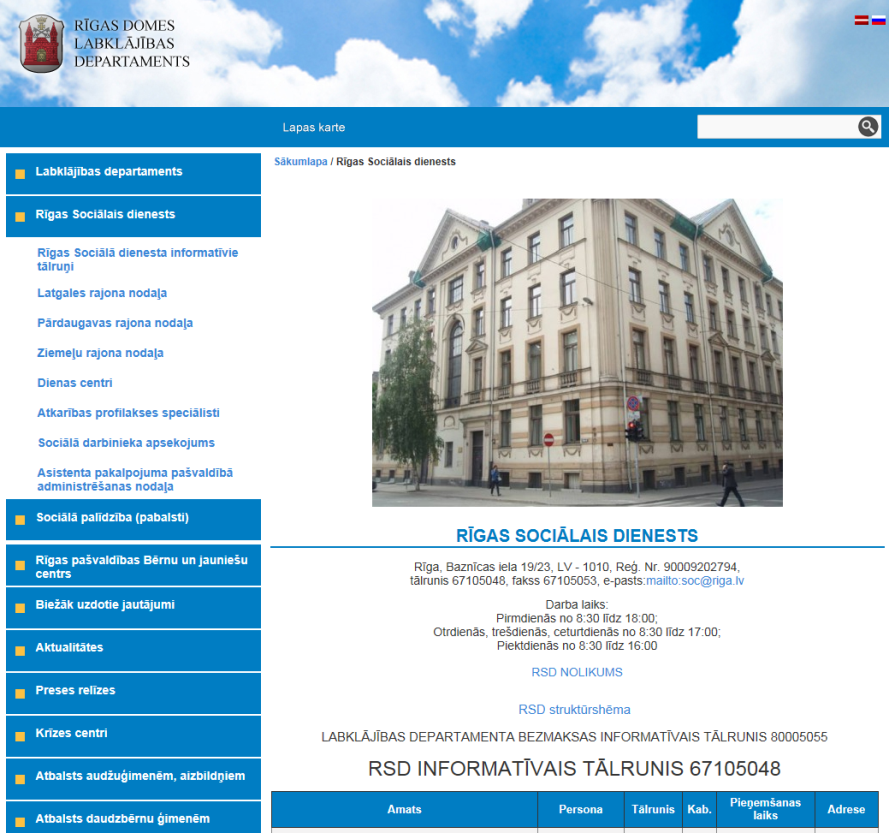 RĪGAS DOMES
LABKLĀJĪBAS
DEPARTAMENTS
Lapas karte
Labklājības departaments
Rīgas Sociālais dienests
Rīgas Sociālā dienesta informatīvie
tālruņi
Latgales rajona nodaļa
Pārdaugavas rajona nodaļa
Ziemeļu rajona nodaļa
Dienas centri
Atkarības profilakses speciālisti
Sociālā darbinieka apsekojums
Asistenta pakalpojuma pašvaldībā
administrēšanas nodaļa
Sociālā palīdzība (pabalsti)
Rīgas pašvaldības Bērnu un jauniešu
centrs
Biežāk uzdotie jautājumi
Aktualitātes
Preses relīzes
Krīzes centri
Atbalsts audžuģimenēm, aizbildņiem
Atbalsts daudzbērnu ģimenēm
Sākumlapa / Rīgas Sociālais dienests
RĪGAS SOCIĀLAIS DIENESTS
Rīga, Baznīcas iela 19/23, LV - 1010, Reģ. Nr. 90009202794,
tālrunis 67105048, fakss 67105053, e-pasts:mailto:soc@riga.lv
Darba laiks:
Pirmdienās no 8:30 līdz 18:00;
Otrdienās, trešdienās, ceturtdienās no 8:30 līdz 17:00;
Piektdienās no 8:30 līdz 16:00
RSD NOLIKUMS
RSD struktūrshēma
LABKLĀJĪBAS DEPARTAMENTA BEZMAKSAS INFORMATĪVAIS TĀLRUNIS 80005055
RSD INFORMATĪVAIS TĀLRUNIS 67105048
Amats Persona Tālrunis Kab. Pieņemšanas laiks Adrese